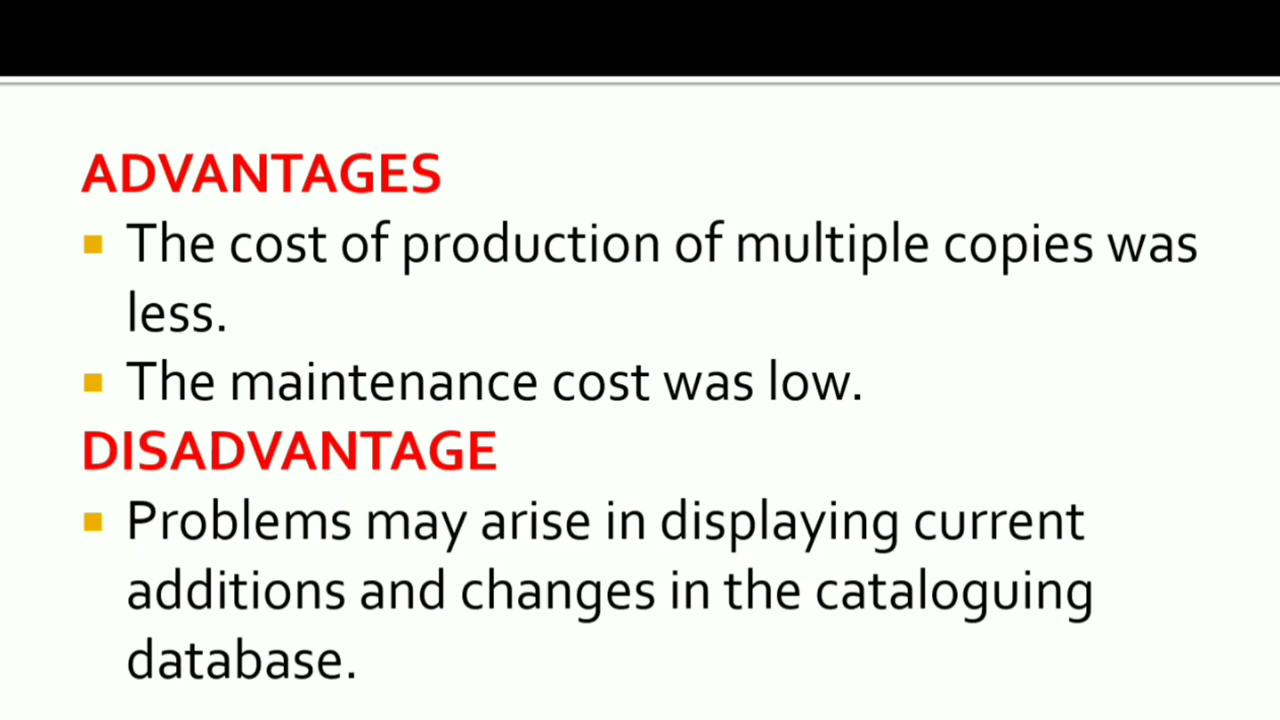 ADVANTAGES
▪ The cost of production of multiple copies was
less.
▪ The maintenance cost was low.
DISADVANTAGE
▪ Problems may arise in displaying current
additions and changes in the cataloguing
database.